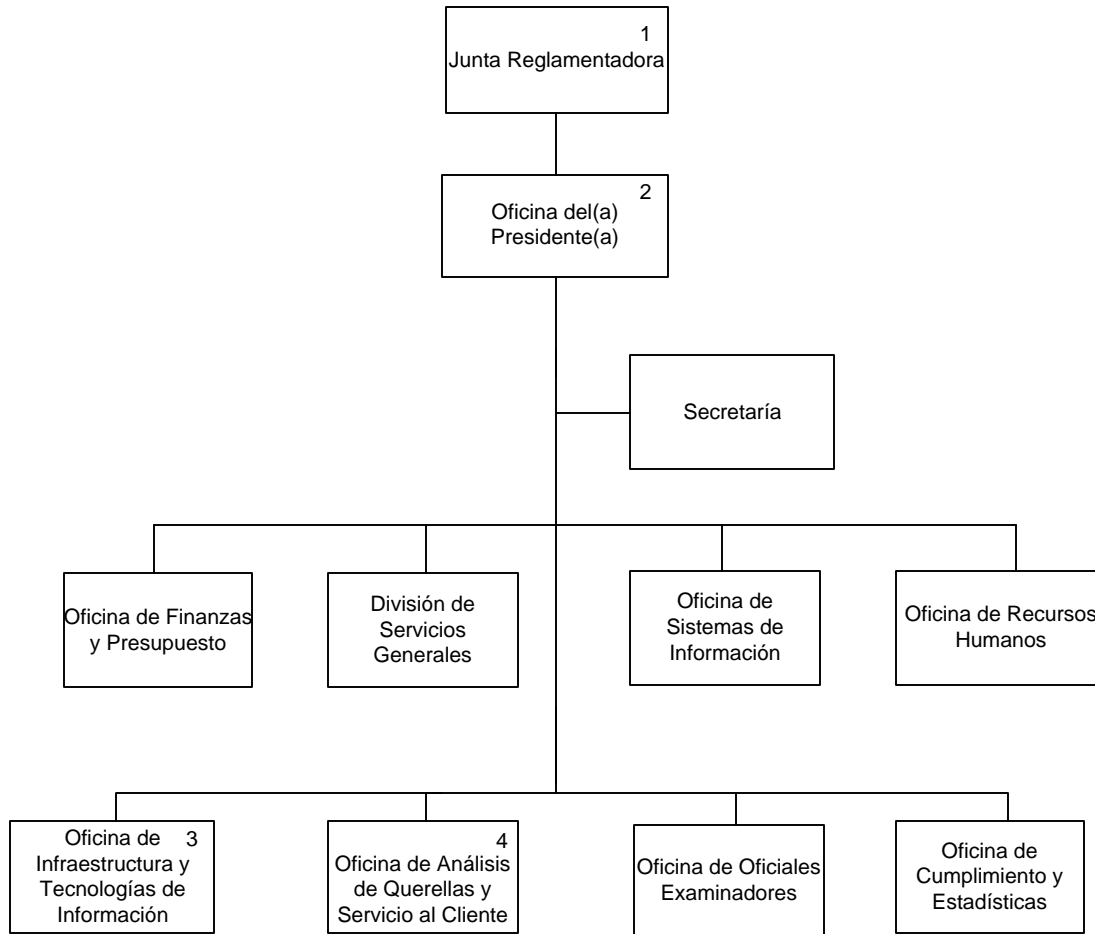 1
Junta Reglamentadora
2
Oficina del(a)
Presidente(a)
Secretaría
Oficina de Finanzas
y Presupuesto
División de
Servicios
Generales
Oficina de
Sistemas de
Información
Oficina de Recursos
Humanos
3
Oficina de
Infraestructura y
Tecnologías de
Información
4
Oficina de Análisis
de Querellas y
Servicio al Cliente
Oficina de Oficiales
Examinadores
Oficina de
Cumplimiento y
Estadísticas